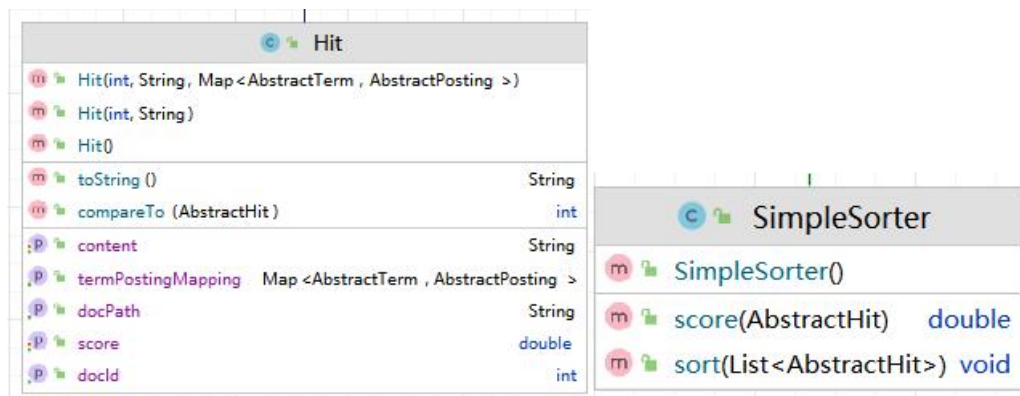 Hit
Hit(int, String, Map<AbstractTerm, AbstractPosting>)
Hit(int, String)
Hit()
toString() String
compareTo(AbstractHit) int
content String
termPostingMapping Map<AbstractTerm, AbstractPosting>
docPath String
score double
docId int
SimpleSorter
SimpleSorter()
score(AbstractHit) double
sort(List<AbstractHit>) void